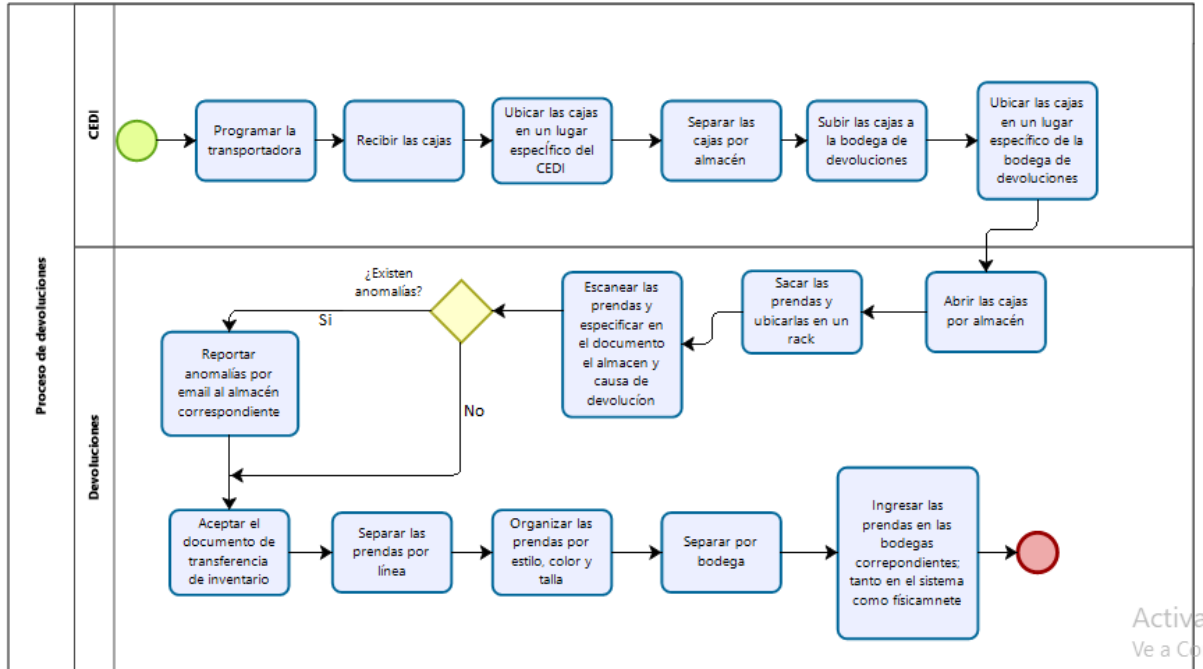 Proceso de devoluciones
CEDI
Programar la
transportadora
Recibir las cajas
Ubicar las cajas
en un lugar
específico del
CEDI
Separar las
cajas por
almacén
Subir las cajas a
la bodega de
devoluciones
Ubicar las cajas
en un lugar
específico de la
bodega de
devoluciones
Devoluciones
Abrir las cajas
por almacén
Sacar las
prendas y
ubicarlas en un
rack
Escanear las
prendas y
especificar en
el documento
el almacen y
causa de
devolucíon
¿Existen
anomalías?
Si
No
Reportar
anomalías por
email al almacén
correspondiente
Aceptar el
documento de
transferencia
de inventario
Separar las
prendas por
línea
Organizar las
prendas por
estilo, color y
talla
Separar por
bodega
Ingresar las
prendas en las
bodegas
correpondientes;
tanto en el sistema
como físicamnete
Activa
Ve a Co